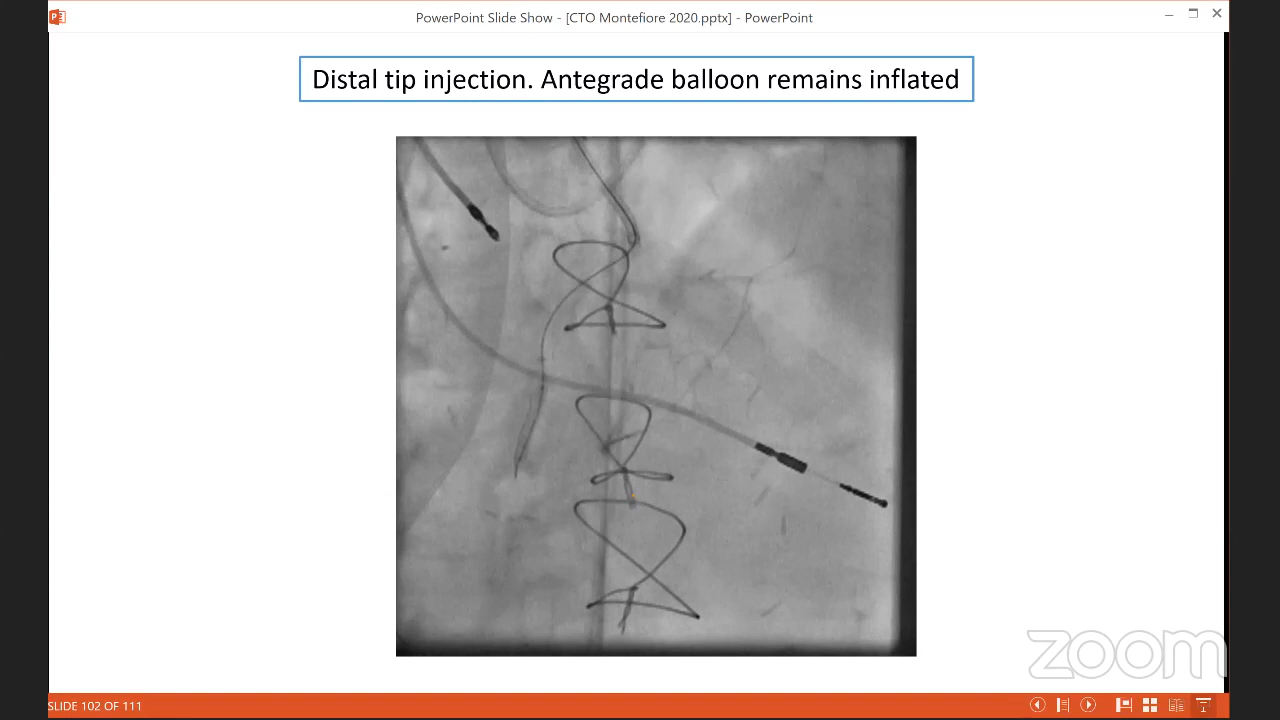 PowerPoint Slide Show - [CTO Montefiore 2020.pptx] - PowerPoint
Distal tip injection. Antegrade balloon remains inflated
zoom
SLIDE 102 OF 111